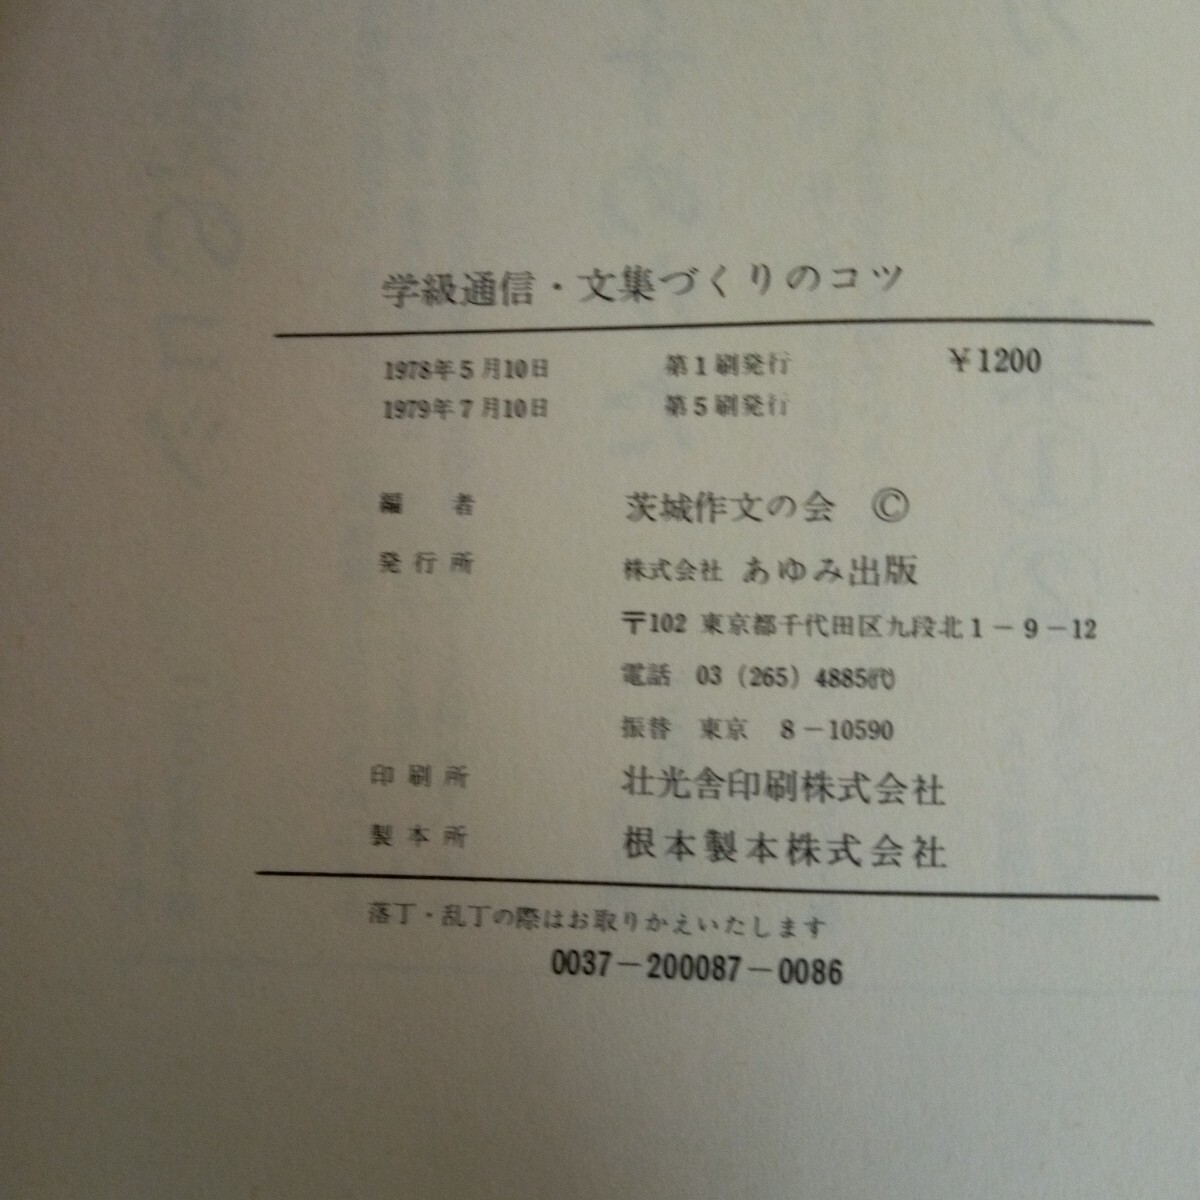 学級通信・文集づくりのコツ
1978年5月10日　第1刷発行　¥1200
1979年7月10日　第5刷発行
編　者　茨城作文の会　©
発行所　株式会社 あゆみ出版
〒102 東京都千代田区九段北1－9－12
電話　03 (265) 4885代
振替　東京　8－10590
印刷所　壮光舎印刷株式会社
製本所　根本製本株式会社
落丁・乱丁の際はお取りかえいたします
0037－200087－0086